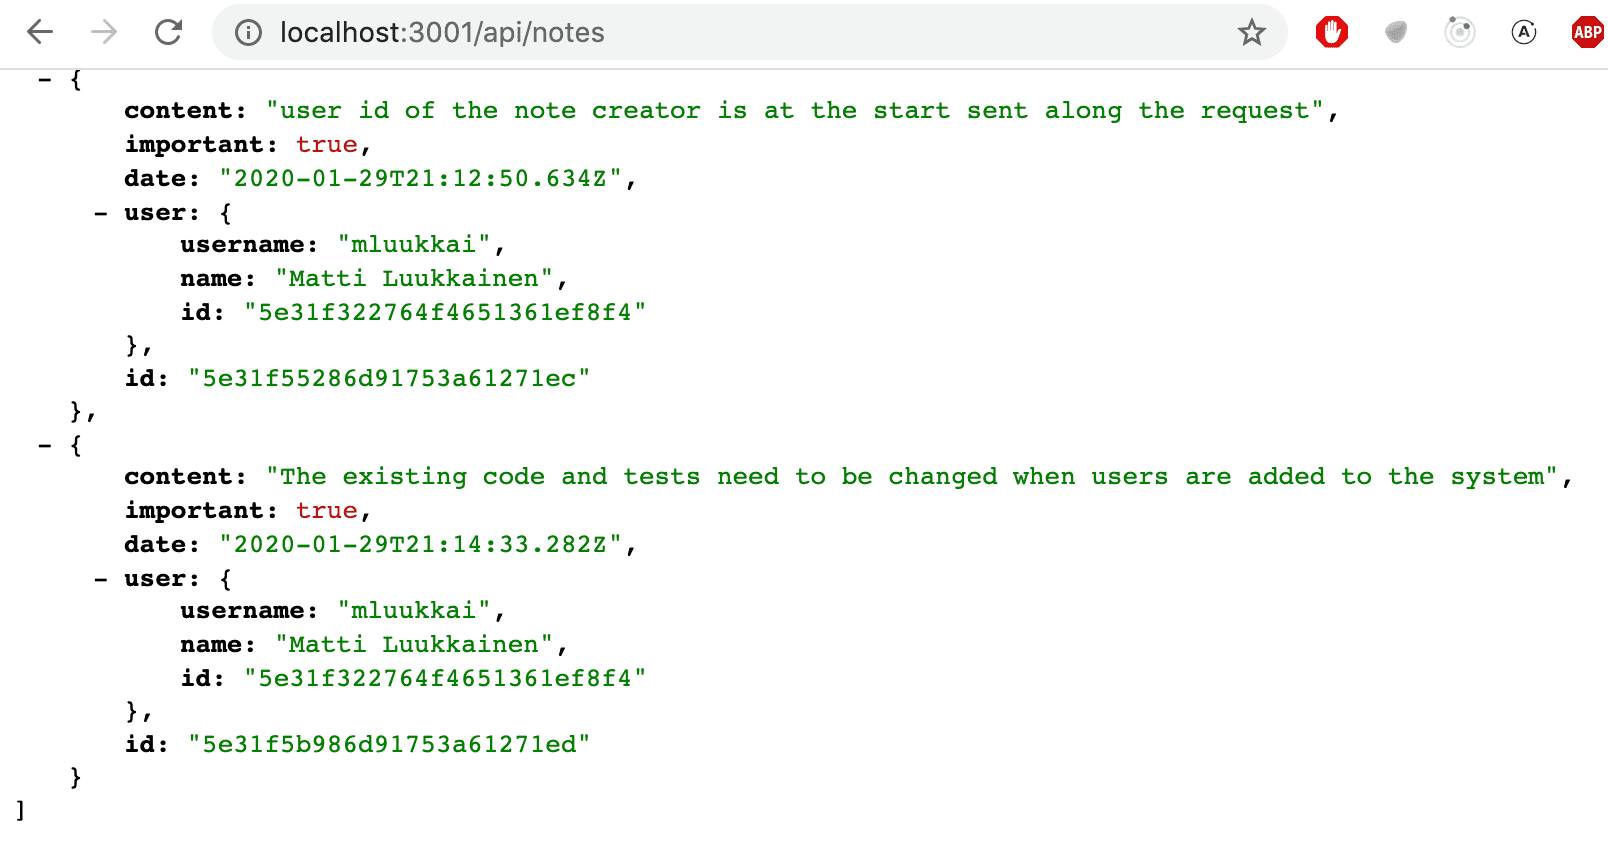 localhost:3001/api/notes
A
ABP
- {
content: "user id of the note creator is at the start sent along the request",
important: true,
date: "2020-01-29T21:12:50.634Z",
- user: {
username: "mluukkai",
name: "Matti Luukkainen",
id: "5e31f322764f4651361ef8f4"
},
id: "5e31f55286d91753a61271ec"
},
- {
content: "The existing code and tests need to be changed when users are added to the system",
important: true,
date: "2020-01-29T21:14:33.282Z",
- user: {
username: "mluukkai",
name: "Matti Luukkainen",
id: "5e31f322764f4651361ef8f4"
},
id: "5e31f5b986d91753a61271ed"
}
]